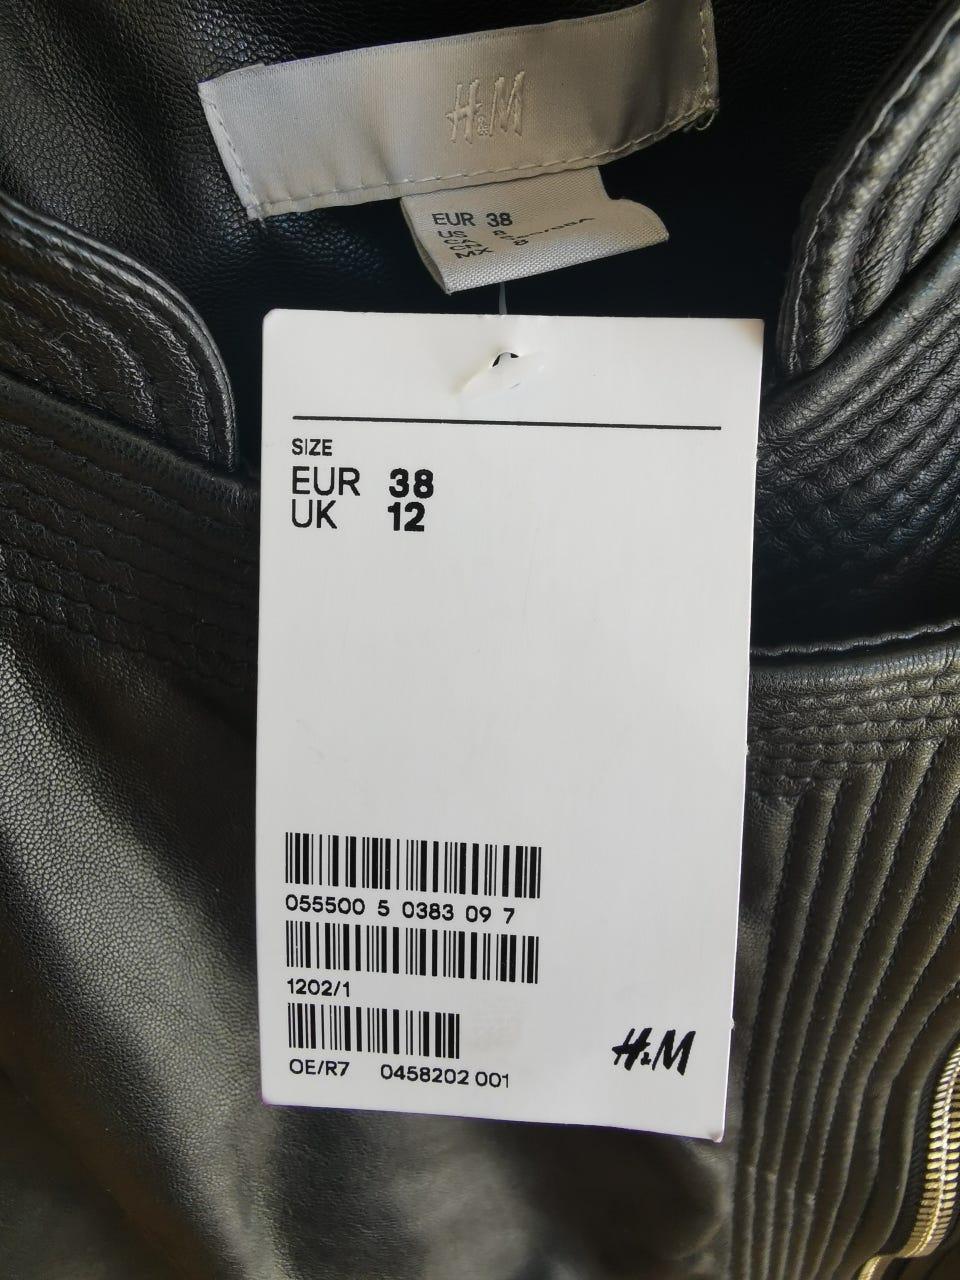 H&M
EUR 38
US 8
MX
SIZE
EUR 38
UK 12
055500 5 0383 09 7
1202/1
OE/R7 0458202 001
H&M